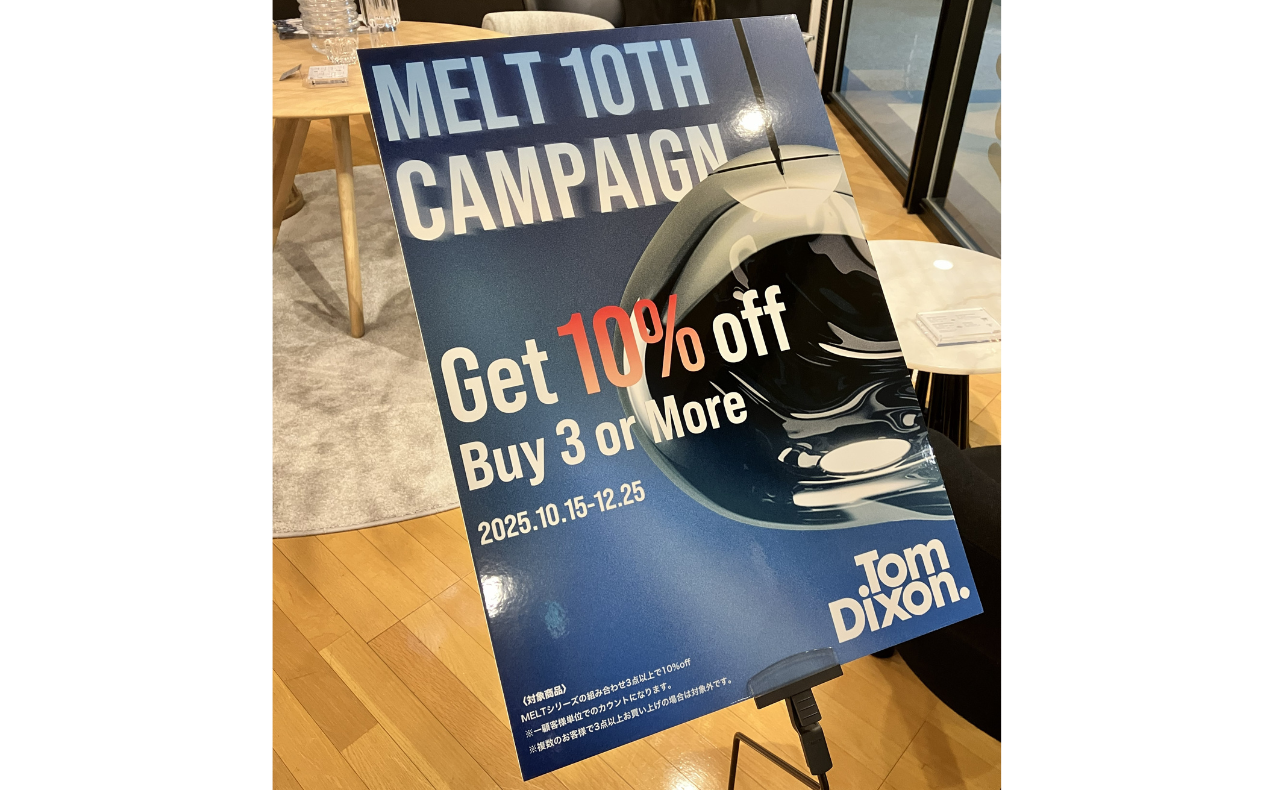 MELT 10TH
CAMPAIGN
Get 10% off
Buy 3 or More
2025.10.15-12.25
Tom
Dixon.
〈対象商品〉
MELTシリーズの組み合わせ3点以上で10%off
※一顧客様単位でのカウントになります。
※複数のお客様で3点以上お買い上げの場合は対象外です。